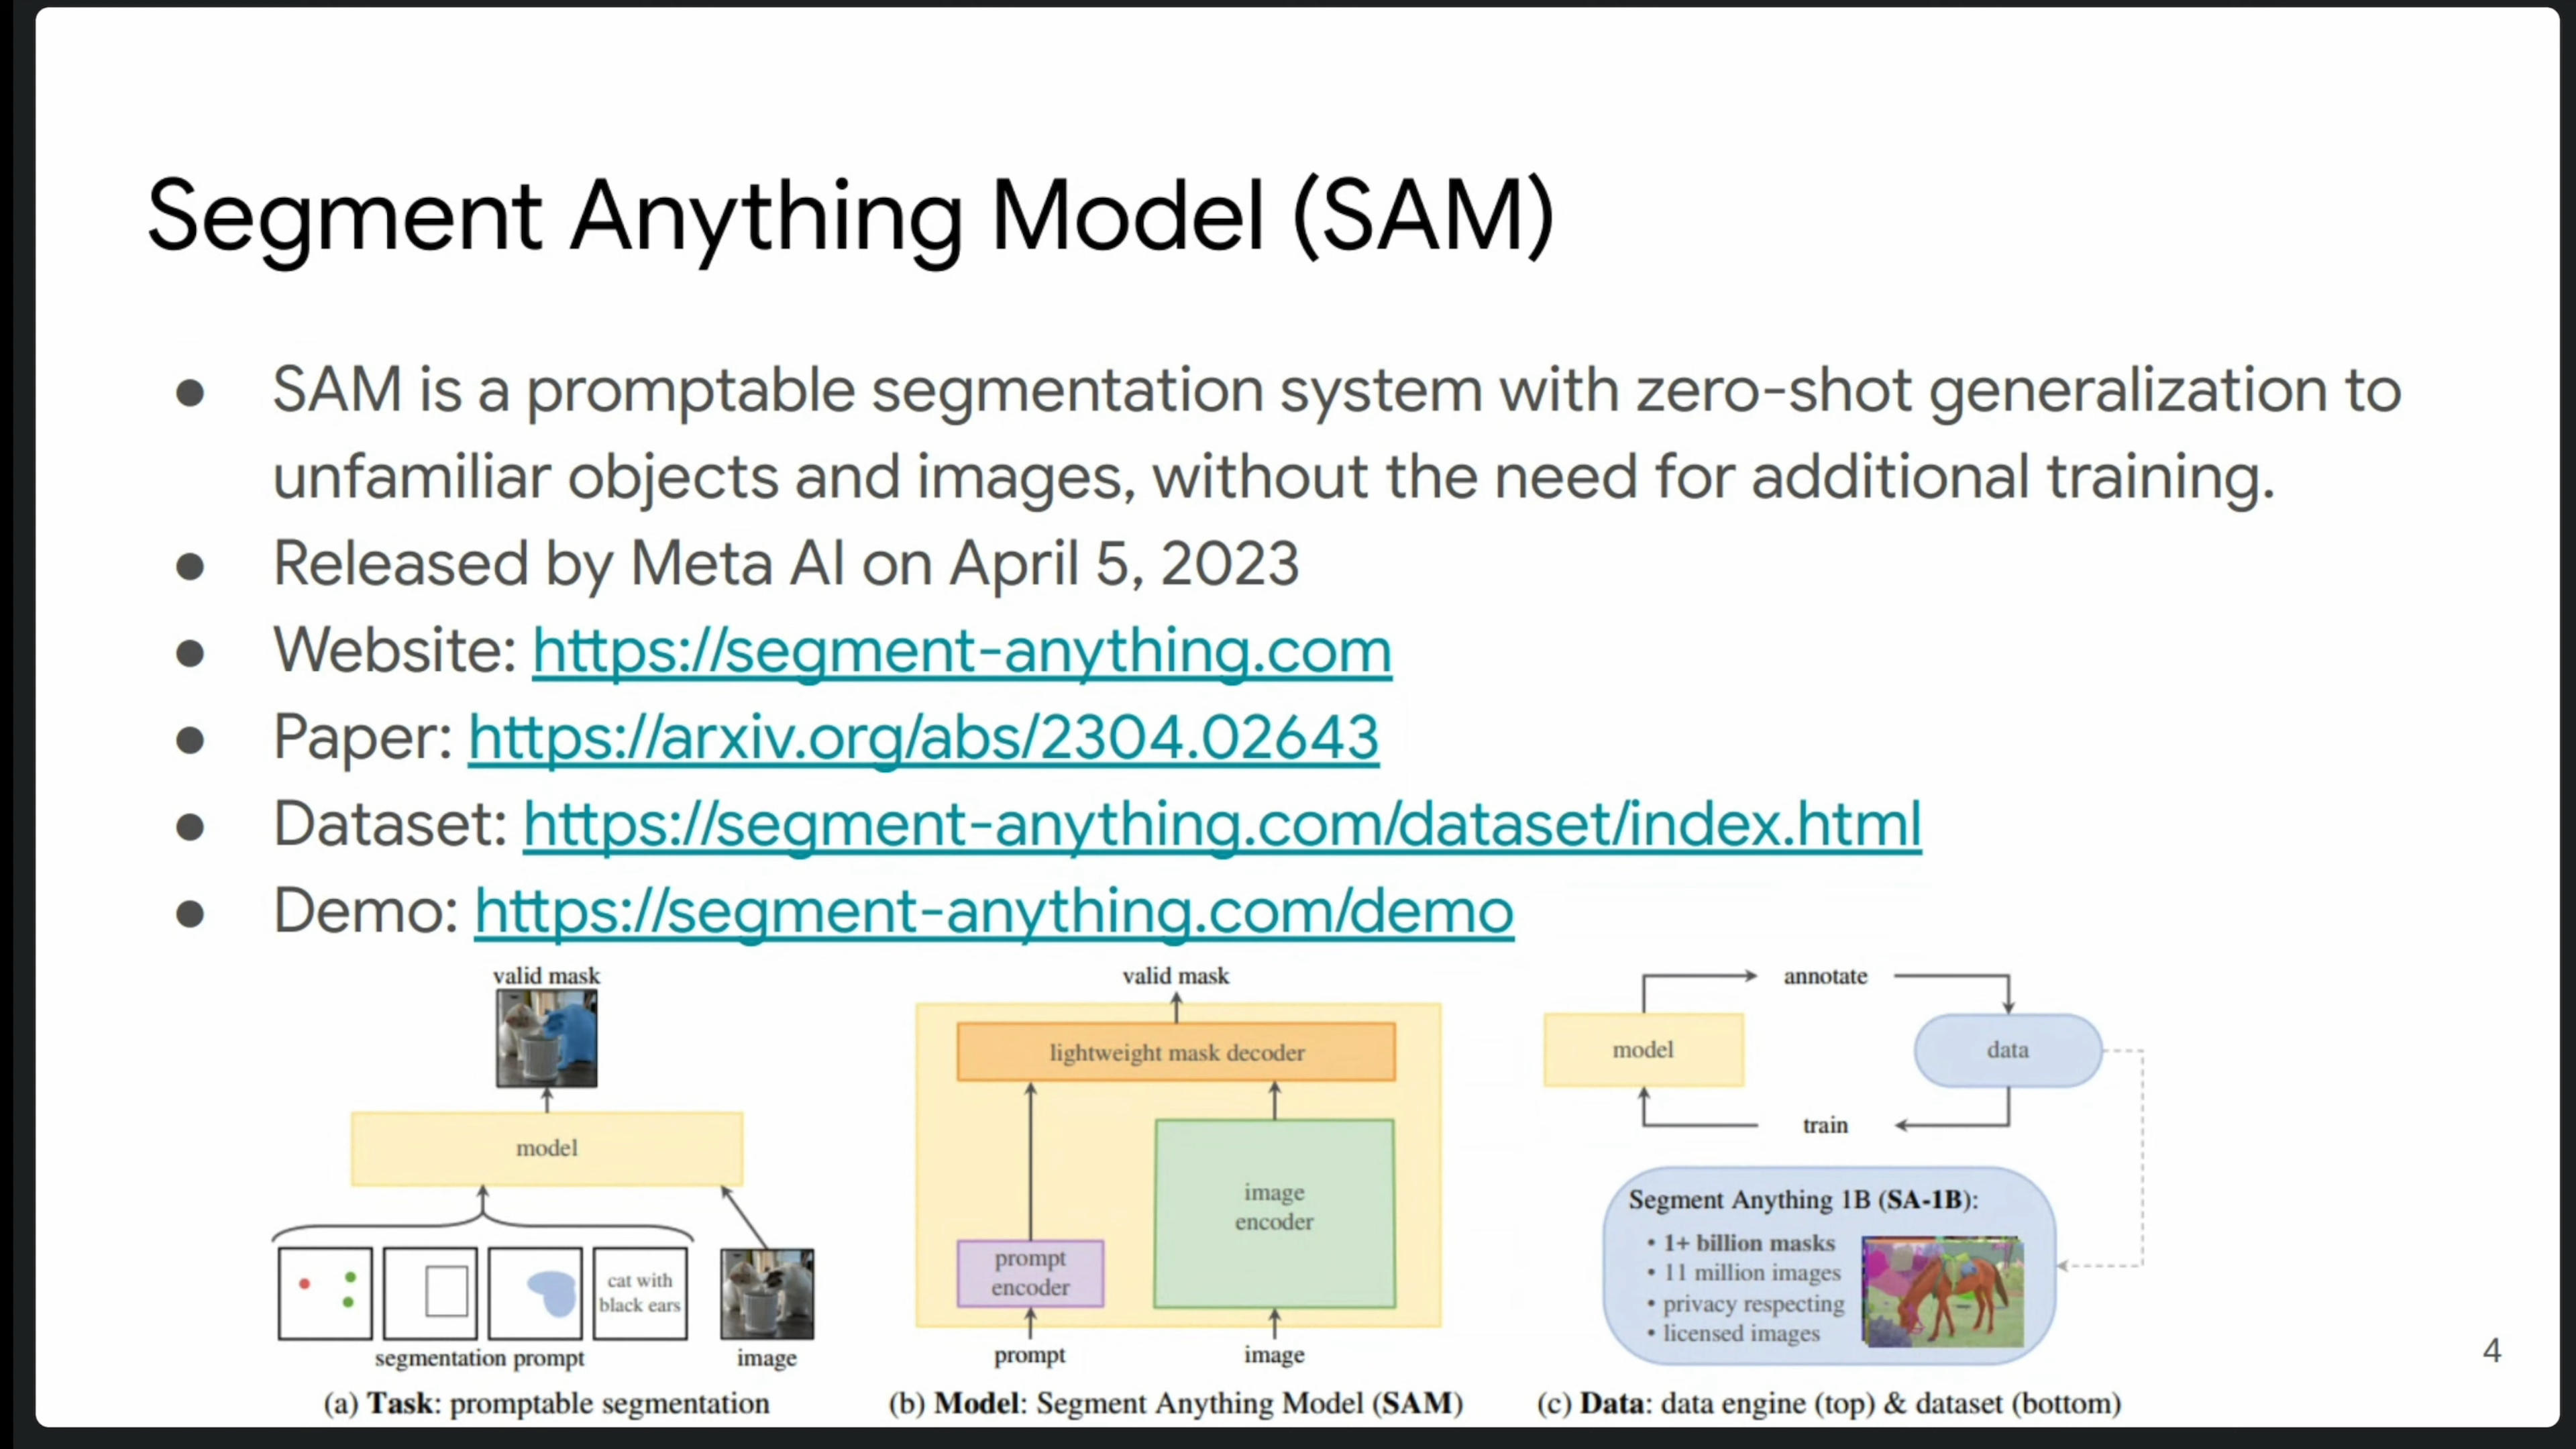 Segment Anything Model (SAM)
● SAM is a promptable segmentation system with zero-shot generalization to
unfamiliar objects and images, without the need for additional training.
● Released by Meta AI on April 5, 2023
● Website: https://segment-anything.com
● Paper: https://arxiv.org/abs/2304.02643
● Dataset: https://segment-anything.com/dataset/index.html
● Demo: https://segment-anything.com/demo
valid mask
model
cat with
black ears
segmentation prompt
image
(a) Task: promptable segmentation
valid mask
lightweight mask decoder
image
encoder
prompt
encoder
prompt
image
(b) Model: Segment Anything Model (SAM)
annotate
model
data
train
Segment Anything 1B (SA-1B):
• 1+ billion masks
• 11 million images
• privacy respecting
• licensed images
(c) Data: data engine (top) & dataset (bottom)
4